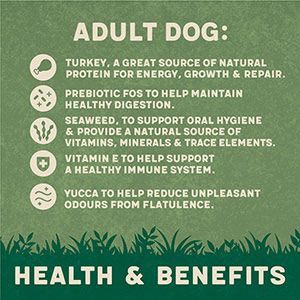 ADULT DOG:
TURKEY, A GREAT SOURCE OF NATURAL
PROTEIN FOR ENERGY, GROWTH & REPAIR.
PREBIOTIC FOS TO HELP MAINTAIN
HEALTHY DIGESTION.
SEAWEED, TO SUPPORT ORAL HYGIENE
& PROVIDE A NATURAL SOURCE OF
VITAMINS, MINERALS & TRACE ELEMENTS.
VITAMIN E TO HELP SUPPORT
A HEALTHY IMMUNE SYSTEM.
YUCCA TO HELP REDUCE UNPLEASANT
ODOURS FROM FLATULENCE.
HEALTH & BENEFITS